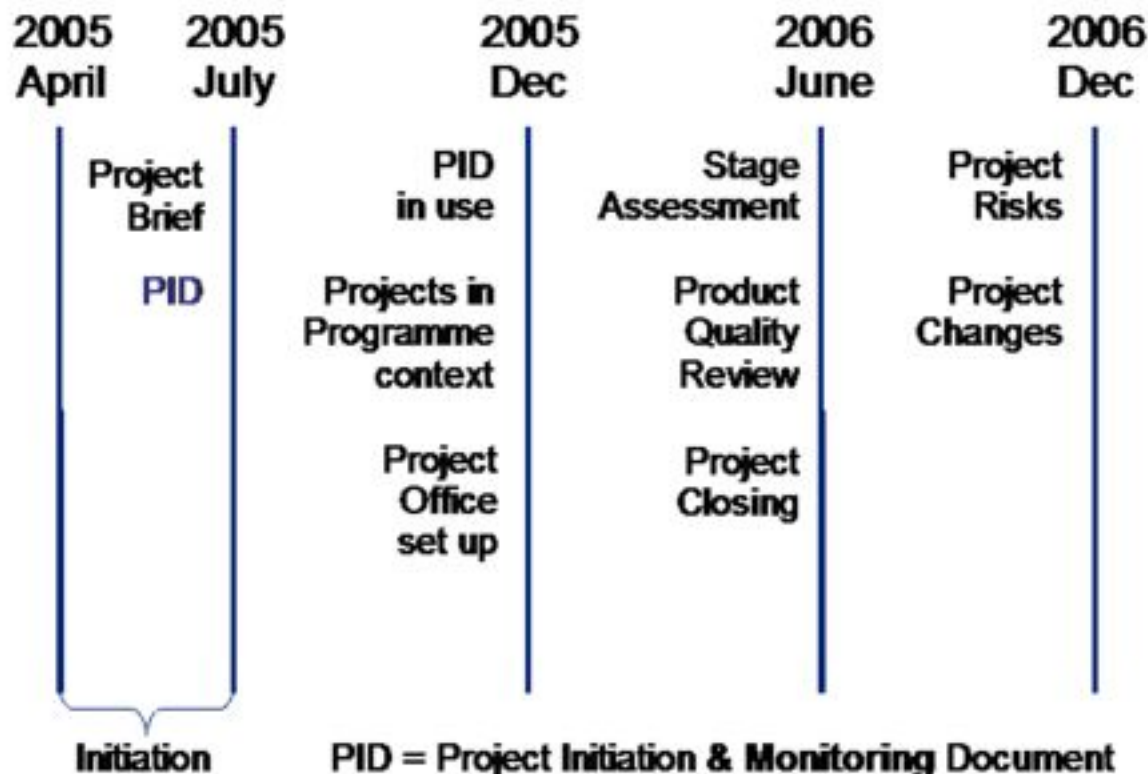 2005 April
2005 July
2005 Dec
2006 June
2006 Dec
Project
Brief
PID
PID
in use
Projects in
Programme
context
Project
Office
set up
Stage
Assessment
Product
Quality
Review
Project
Closing
Project
Risks
Project
Changes
Initiation
PID = Project Initiation & Monitoring Document